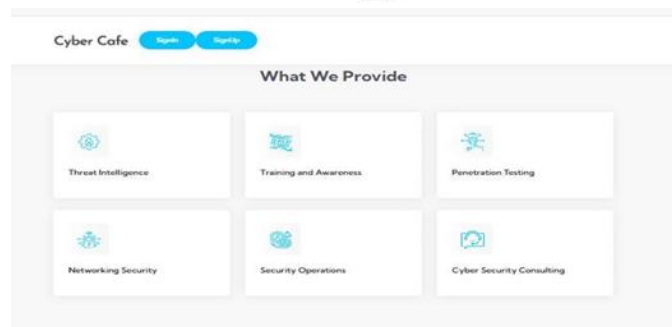 Cyber Cafe SignIn SignUp
What We Provide
Threat Intelligence
Training and Awareness
Penetration Testing
Networking Security
Security Operations
Cyber Security Consulting